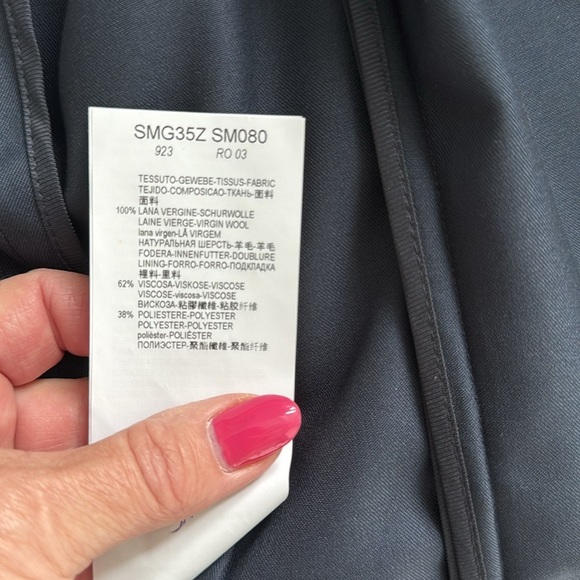 SMG35Z SM080
923 RO 03
TESSUTO-GEWEBE-TISSUS-FABRIC
TEJIDO-COMPOSICAO-ТКАНЬ-面料
面料
100% LANA VERGINE-SCHURWOLLE
LAINE VIERGE-VIRGIN WOOL
lana virgen-LÃ VIRGEM
НАТУРАЛЬНАЯ ШЕРСТЬ-羊毛-羊毛
FODERA-INNENFUTTER-DOUBLURE
LINING-FORRO-FORRO-ПОДКЛАДКА
裡料-里料
62% VISCOSA-VISKOSE-VISCOSE
VISCOSE-viscosa-VISCOSE
ВИСКОЗА-粘膠纖維-粘胶纤维
38% POLIESTERE-POLYESTER
POLYESTER-POLYESTER
poliéster-POLIÉSTER
ПОЛИЭСТЕР-聚酯纖維-聚酯纤维